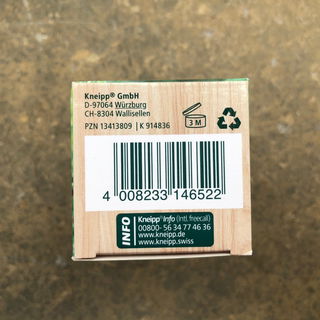 Kneipp® GmbH
D-97064 Würzburg
CH-8304 Wallisellen
PZN 13413809 | K 914836
3 M
4 008233 146522
INFO
Kneipp® Info (Intl. freecall)
00800- 56 34 77 46 36
www.kneipp.de
www.kneipp.swiss